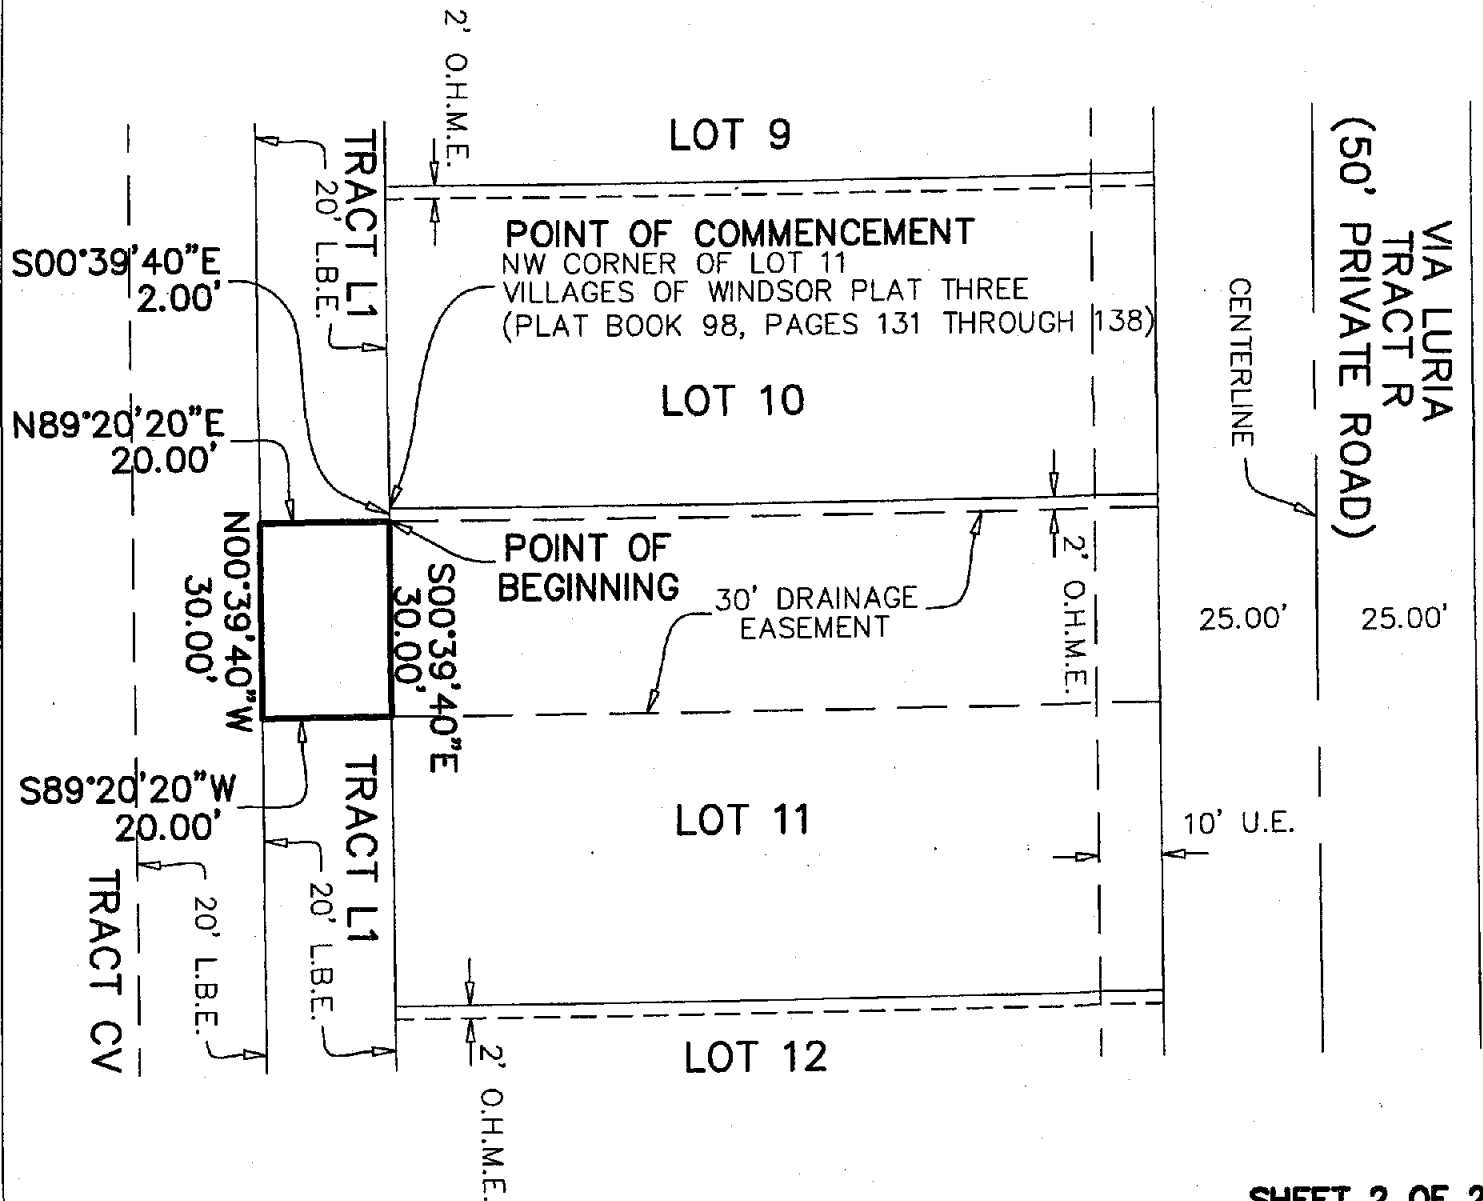 2' O.H.M.E.
LOT 9
VIA LURIA
TRACT R
(50' PRIVATE ROAD)
TRACT L1
20' L.B.E.
POINT OF COMMENCEMENT
NW CORNER OF LOT 11
VILLAGES OF WINDSOR PLAT THREE
(PLAT BOOK 98, PAGES 131 THROUGH 138)
S00°39'40"E
2.00'
CENTERLINE
LOT 10
N89°20'20"E
20.00'
POINT OF
BEGINNING
N00°39'40"W
30.00'
S00°39'40"E
30.00'
30' DRAINAGE
EASEMENT
2' O.H.M.E.
25.00'
25.00'
S89°20'20"W
20.00'
TRACT L1
20' L.B.E.
LOT 11
10' U.E.
TRACT CV
20' L.B.E.
LOT 12
2' O.H.M.E.
SHEET 2 OF 2